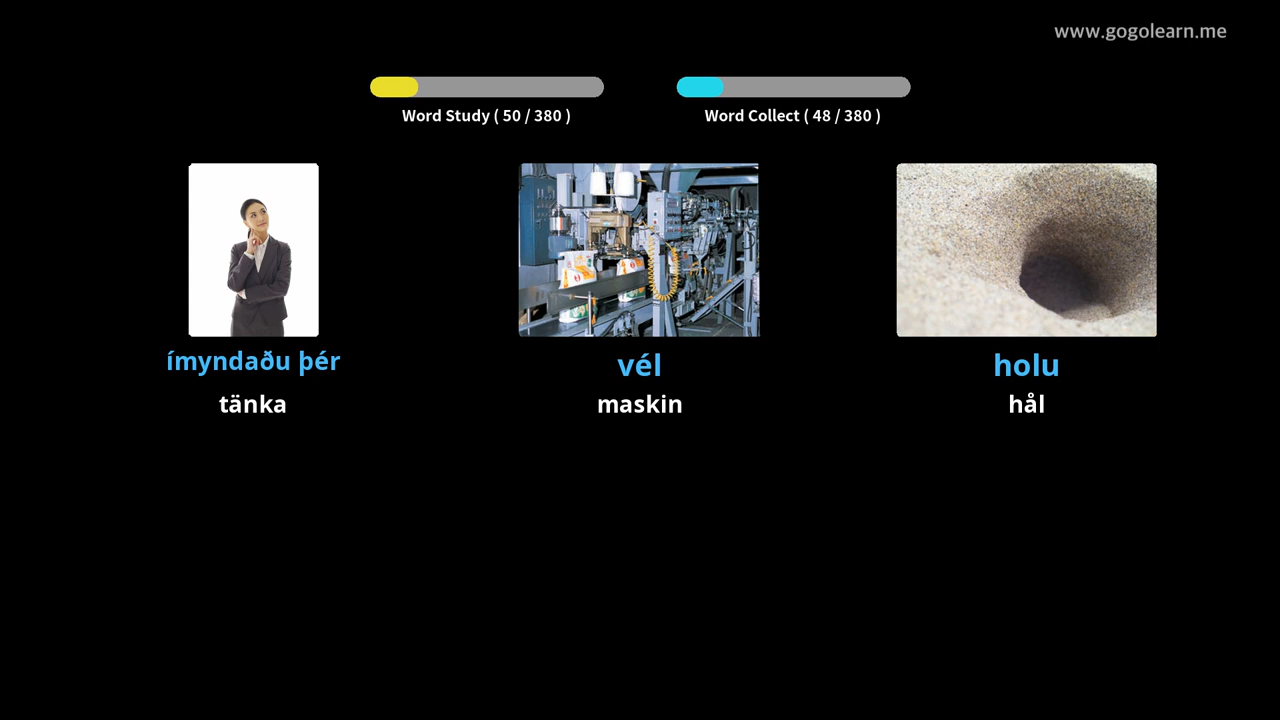 www.gogolearn.me
Word Study ( 50 / 380 )
Word Collect ( 48 / 380 )
ímyndaðu þér
vél
holu
tänka
maskin
hål